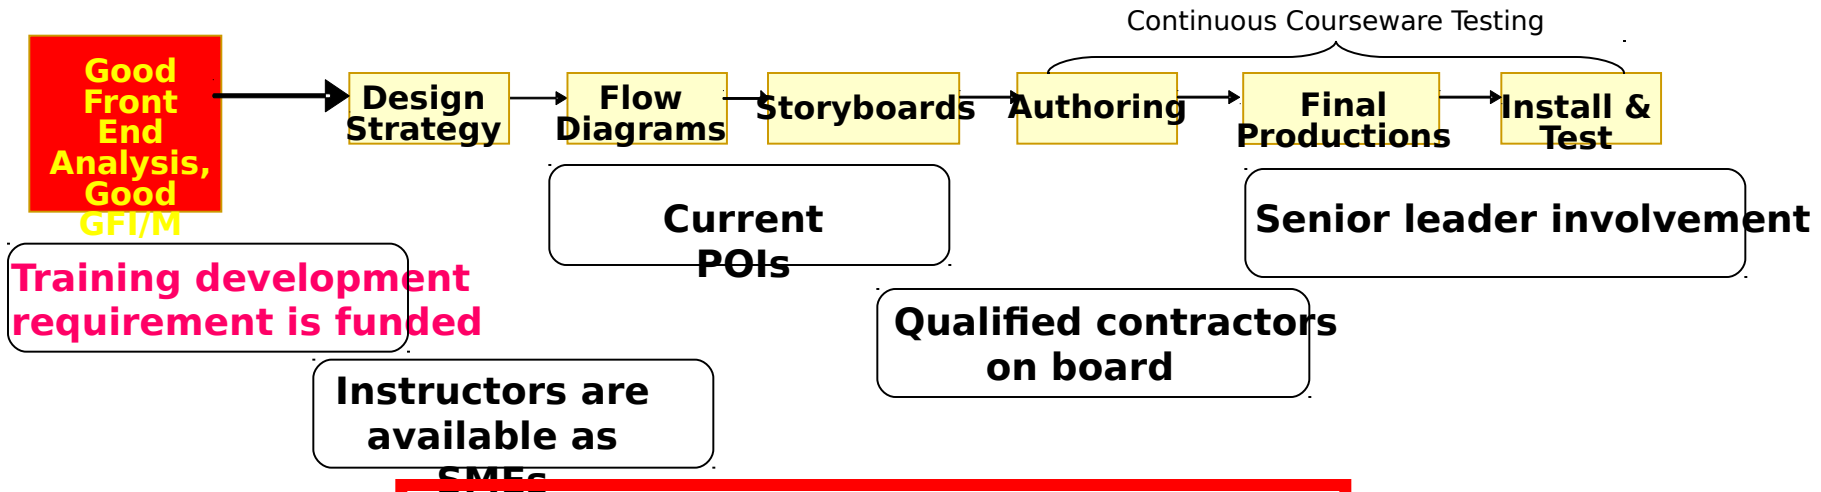 Continuous Courseware Testing
Good
Front
End
Analysis,
Good
GFI/M
Design
Strategy
Flow
Diagrams
Storyboards
Authoring
Final
Productions
Install &
Test
Current
POIs
Senior leader involvement
Training development
requirement is funded
Qualified contractors
on board
Instructors are
available as
SMEs